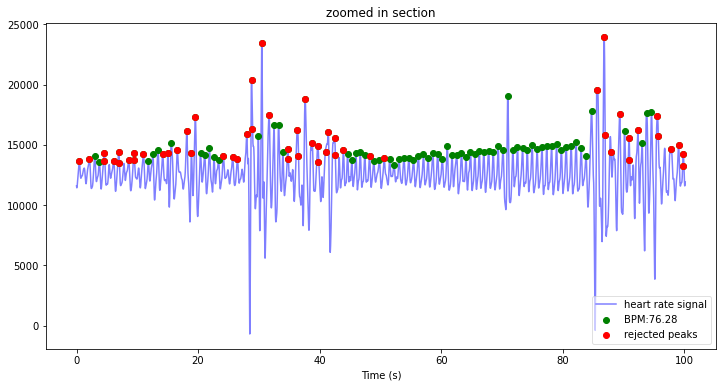 zoomed in section
25000
20000
15000
10000
5000
0
heart rate signal
BPM:76.28
rejected peaks
0 20 40 60 80 100
Time (s)